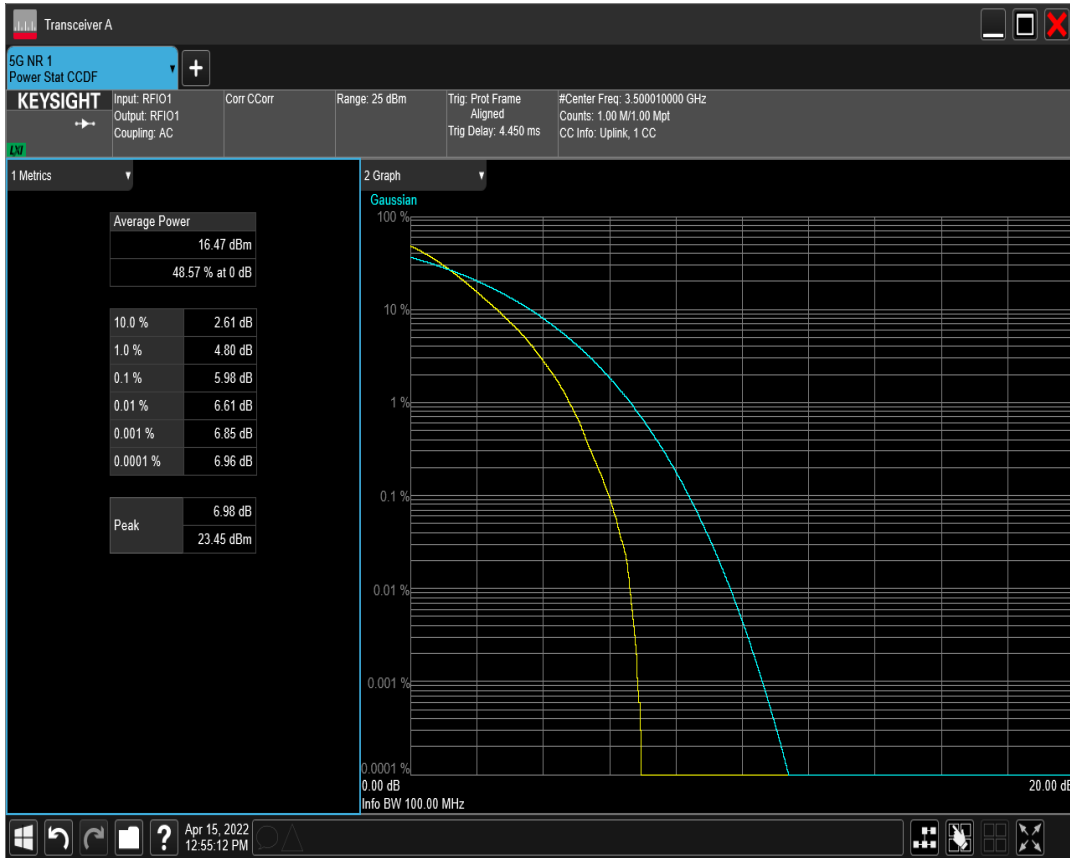 Transceiver A
5G NR 1
Power Stat CCDF
KEYSIGHT
LXI
Input: RFIO1
Output: RFIO1
Coupling: AC
Corr CCorr
Range: 25 dBm
Trig: Prot Frame
Aligned
Trig Delay: 4.450 ms
#Center Freq: 3.500010000 GHz
Counts: 1.00 M/1.00 Mpt
CC Info: Uplink, 1 CC
1 Metrics
Average Power
16.47 dBm
48.57 % at 0 dB
10.0 % 2.61 dB
1.0 % 4.80 dB
0.1 % 5.98 dB
0.01 % 6.61 dB
0.001 % 6.85 dB
0.0001 % 6.96 dB
Peak
6.98 dB
23.45 dBm
2 Graph
Gaussian
100 %
10 %
1 %
0.1 %
0.01 %
0.001 %
0.0001 %
0.00 dB
20.00 dB
Info BW 100.00 MHz
Apr 15, 2022
12:55:12 PM